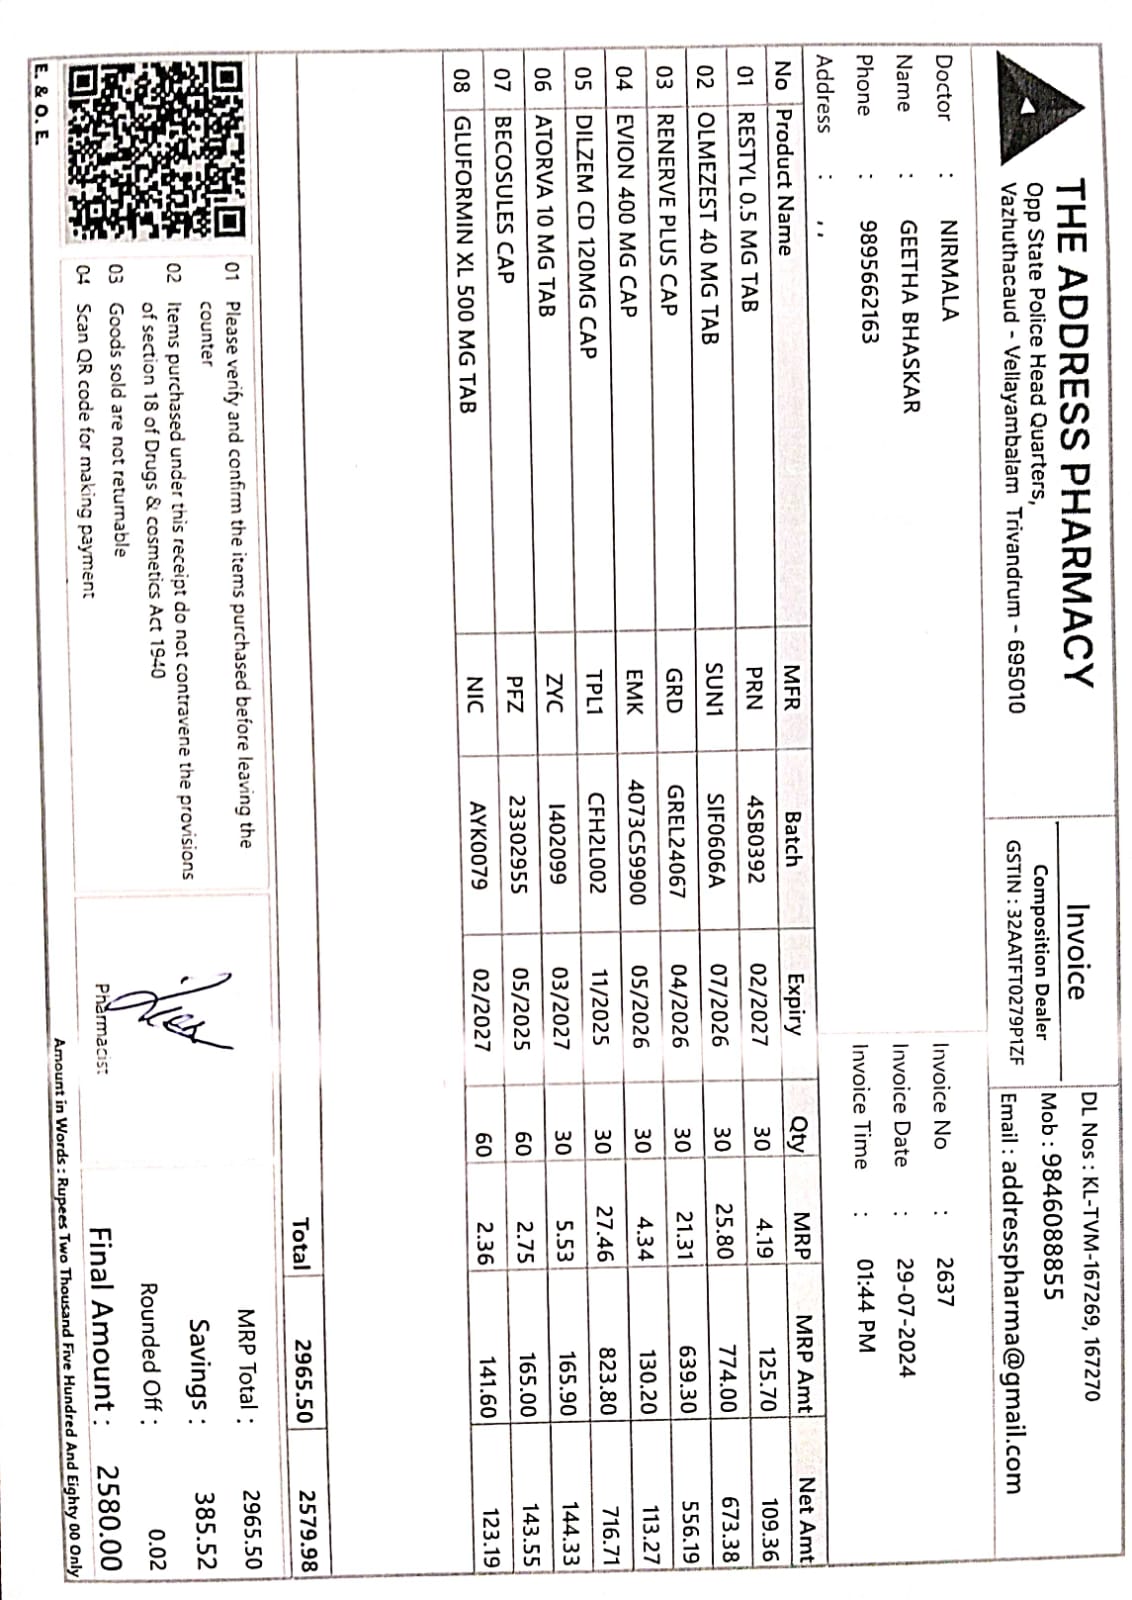 THE ADDRESS PHARMACY
Opp State Police Head Quarters,
Vazhuthacaud - Vellayambalam Trivandrum - 695010
Invoice
Composition Dealer
GSTIN : 32AATFT0279P1ZF
DL Nos : KL-TVM-167269, 167270
Mob : 9846088855
Email : addresspharma@gmail.com
Doctor : NIRMALA
Name : GEETHA BHASKAR
Phone : 9895662163
Address : , ,
Invoice No : 2637
Invoice Date : 29-07-2024
Invoice Time : 01:44 PM
No Product Name MFR Batch Expiry Qty MRP MRP Amt Net Amt
01 RESTYL 0.5 MG TAB PRN 4SB0392 02/2027 30 4.19 125.70 109.36
02 OLMEZEST 40 MG TAB SUN1 SIF0606A 07/2026 30 25.80 774.00 673.38
03 RENERVE PLUS CAP GRD GREL24067 04/2026 30 21.31 639.30 556.19
04 EVION 400 MG CAP EMK 4073C59900 05/2026 30 4.34 130.20 113.27
05 DILZEM CD 120MG CAP TPL1 CFH2L002 11/2025 30 27.46 823.80 716.71
06 ATORVA 10 MG TAB ZYC I402099 03/2027 30 5.53 165.90 144.33
07 BECOSULES CAP PFZ 23302955 05/2025 60 2.75 165.00 143.55
08 GLUFORMIN XL 500 MG TAB NIC AYK0079 02/2027 60 2.36 141.60 123.19
Total 2965.50 2579.98
01 Please verify and confirm the items purchased before leaving the
counter
02 Items purchased under this receipt do not contravene the provisions
of section 18 of Drugs & cosmetics Act 1940
03 Goods sold are not returnable
04 Scan QR code for making payment
Pharmacist
MRP Total : 2965.50
Savings : 385.52
Rounded Off : 0.02
Final Amount : 2580.00
Amount in Words : Rupees Two Thousand Five Hundred And Eighty 00 Only
E. & O. E.